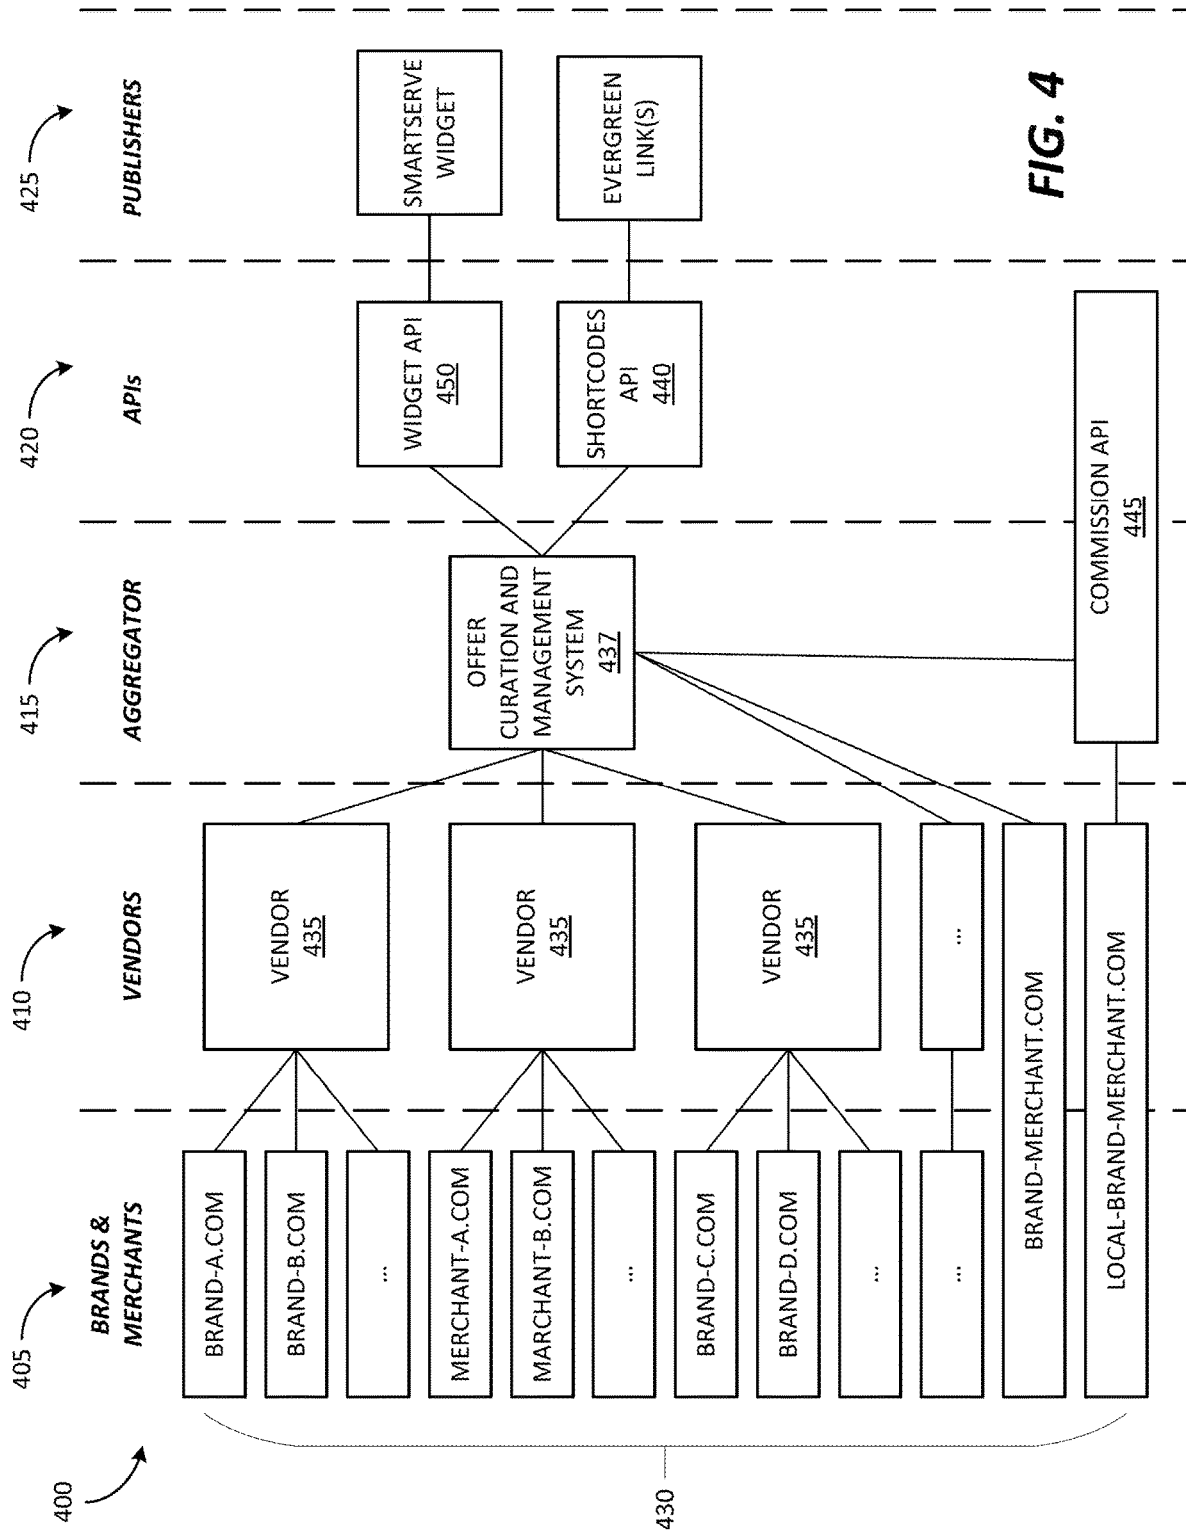 400
405
410
415
420
425
BRANDS &
MERCHANTS
VENDORS
AGGREGATOR
APIs
PUBLISHERS
BRAND-A.COM
BRAND-B.COM
...
MERCHANT-A.COM
MARCHANT-B.COM
...
BRAND-C.COM
BRAND-D.COM
...
...
BRAND-MERCHANT.COM
LOCAL-BRAND-MERCHANT.COM
430
VENDOR
435
VENDOR
435
VENDOR
435
...
OFFER
CURATION AND
MANAGEMENT
SYSTEM
437
WIDGET API
450
SHORTCODES
API
440
COMMISSION API
445
SMARTSERVE
WIDGET
EVERGREEN
LINK(S)
FIG. 4